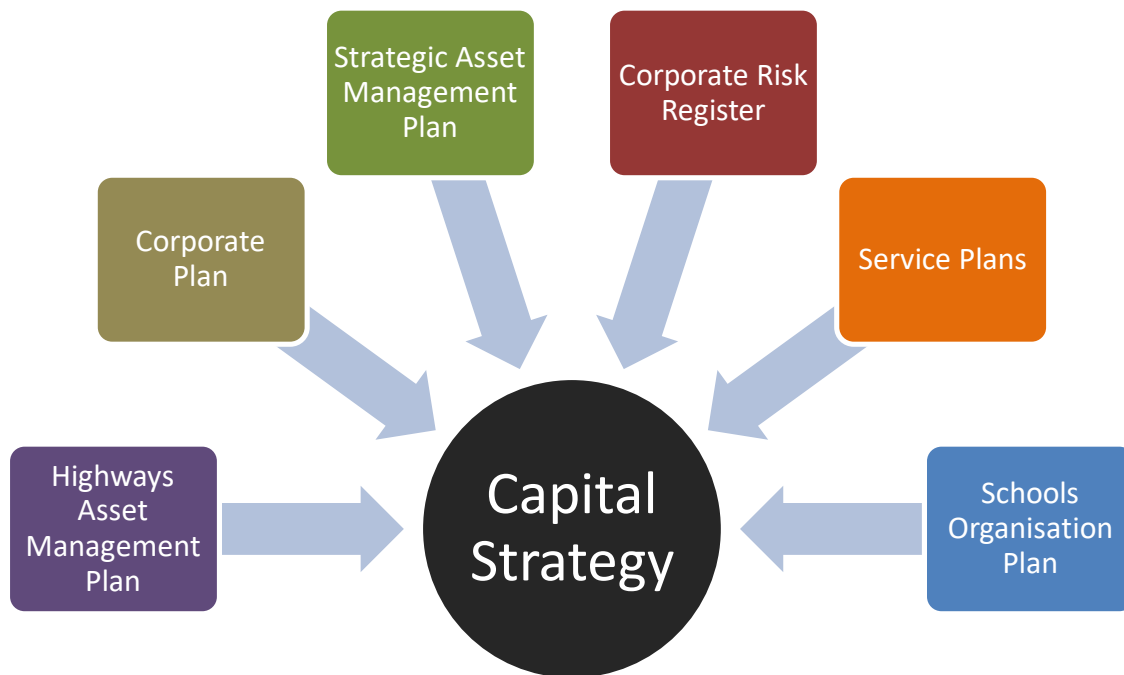 Strategic Asset
Management
Plan
Corporate Risk
Register
Corporate
Plan
Service Plans
Highways
Asset
Management
Plan
Capital
Strategy
Schools
Organisation
Plan